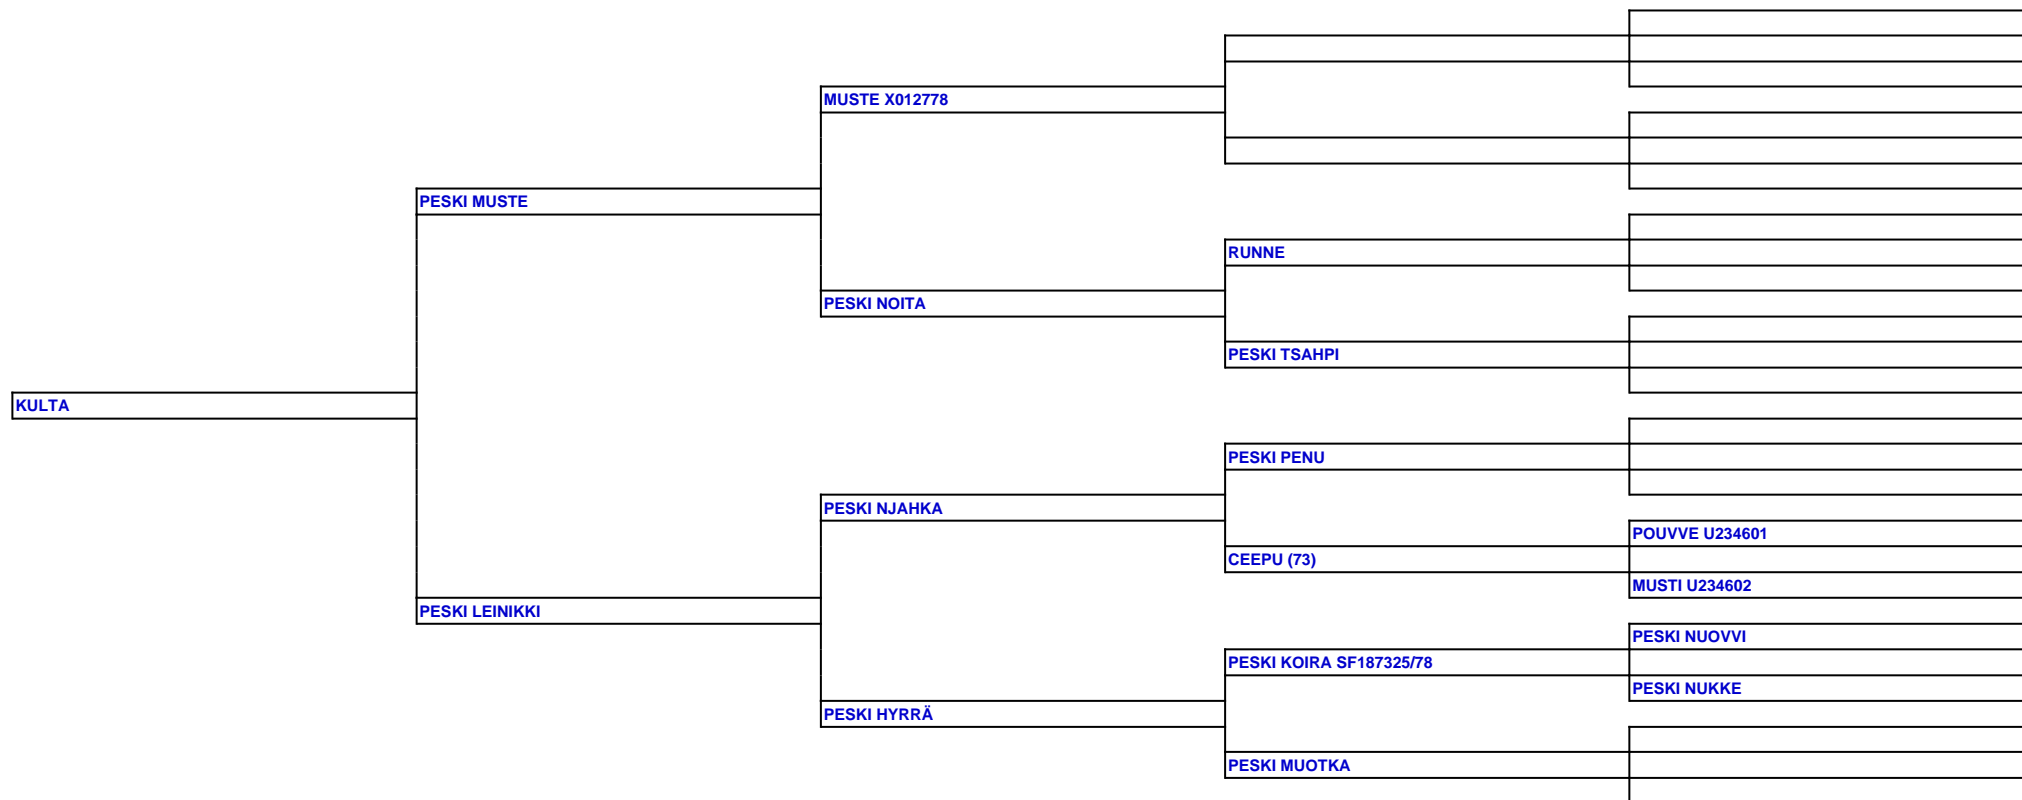 MUSTE X012778
PESKI MUSTE
RUNNE
PESKI NOITA
PESKI TSAHPI
KULTA
PESKI PENU
PESKI NJAHKA
POUVVE U234601
CEEPU (73)
MUSTI U234602
PESKI LEINIKKI
PESKI NUOVVI
PESKI KOIRA SF187325/78
PESKI NUKKE
PESKI HYRRÄ
PESKI MUOTKA